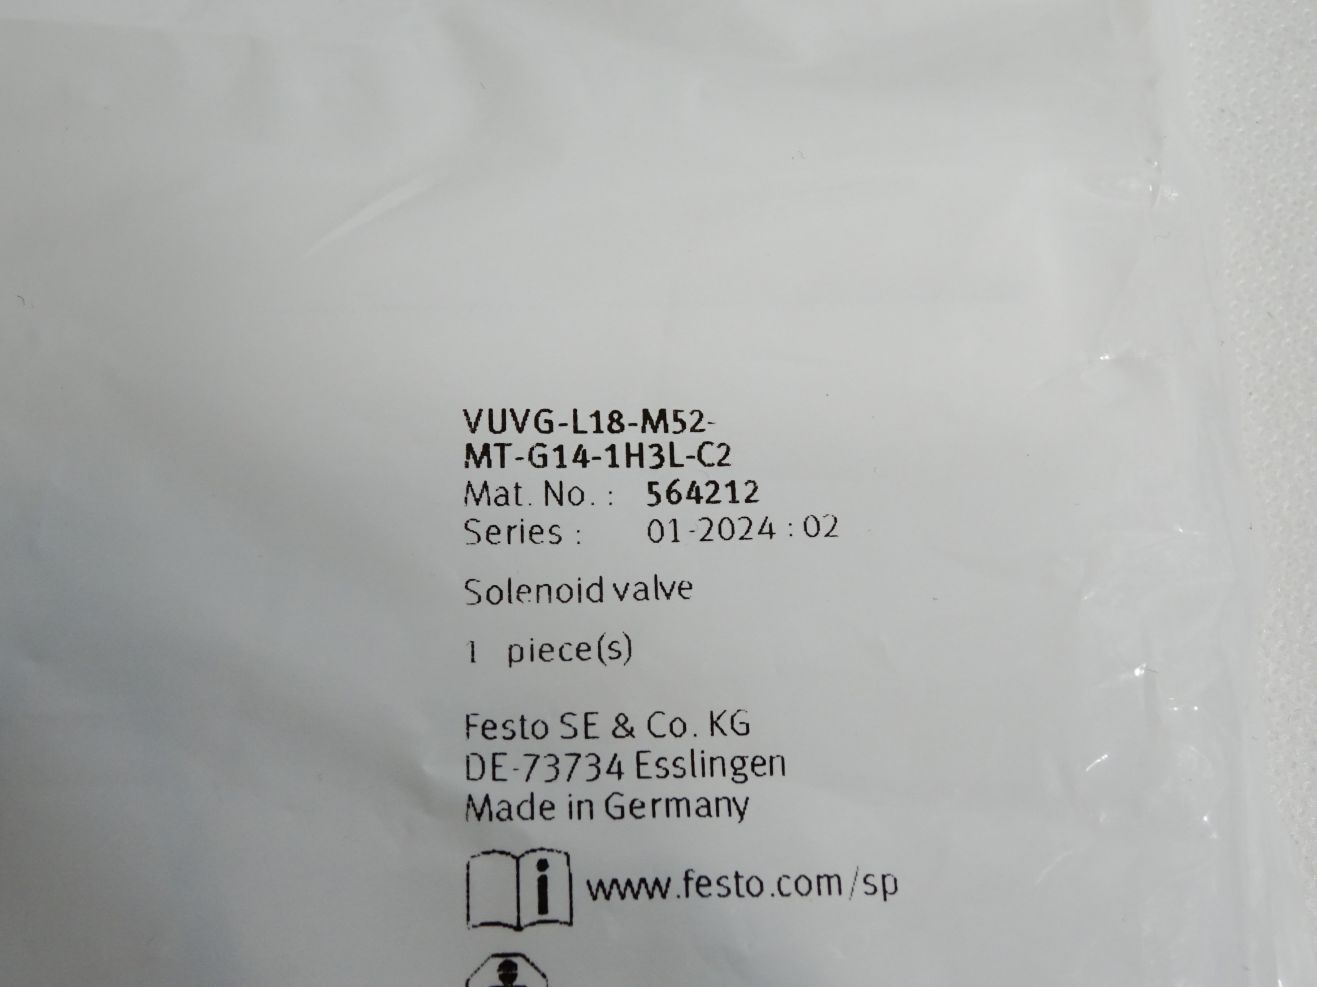 VUVG-L18-M52-
MT-G14-1H3L-C2
Mat. No. : 564212
Series : 01-2024 : 02
Solenoid valve
1 piece(s)
Festo SE & Co. KG
DE-73734 Esslingen
Made in Germany
i www.festo.com/sp